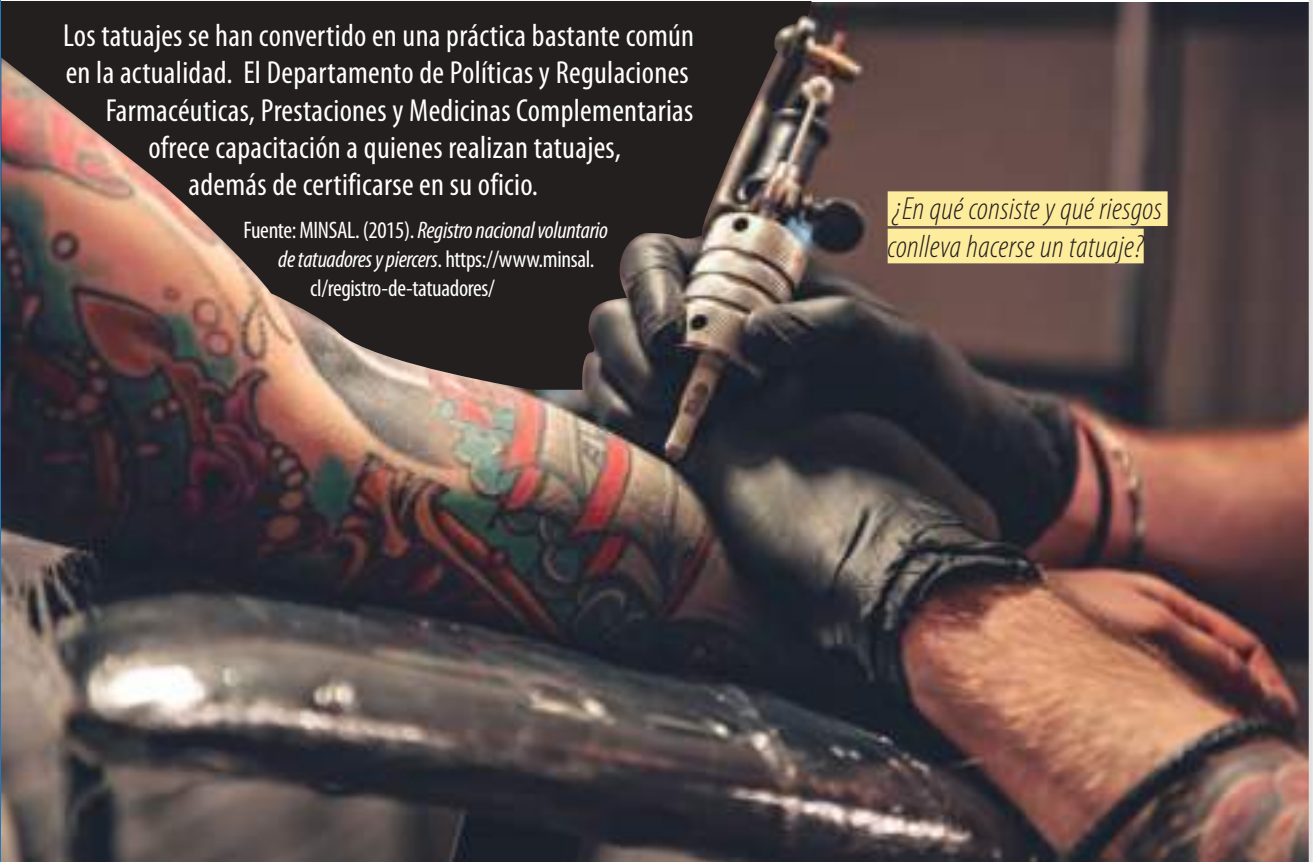 Los tatuajes se han convertido en una práctica bastante común
en la actualidad. El Departamento de Políticas y Regulaciones
Farmacéuticas, Prestaciones y Medicinas Complementarias
ofrece capacitación a quienes realizan tatuajes,
además de certificarse en su oficio.
Fuente: MINSAL. (2015). Registro nacional voluntario
de tatuadores y piercers. https://www.minsal.
cl/registro-de-tatuadores/
¿En qué consiste y qué riesgos
conlleva hacerse un tatuaje?